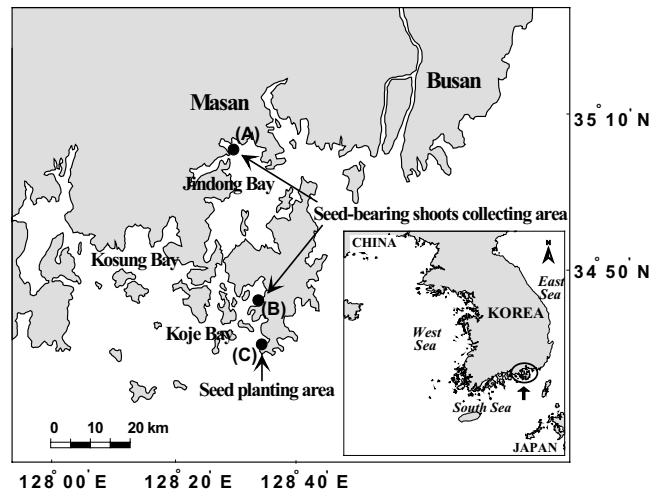 Busan
Masan
35°10´N
(A)
Jindong Bay
Seed-bearing shoots collecting area
CHINA
N
Kosung Bay
34°50´N
East
Sea
KOREA
(B)
West
Sea
Koje Bay
(C)
Seed planting area
South Sea
0 10 20 km
JAPAN
128°00´E 128°20´E 128°40´E